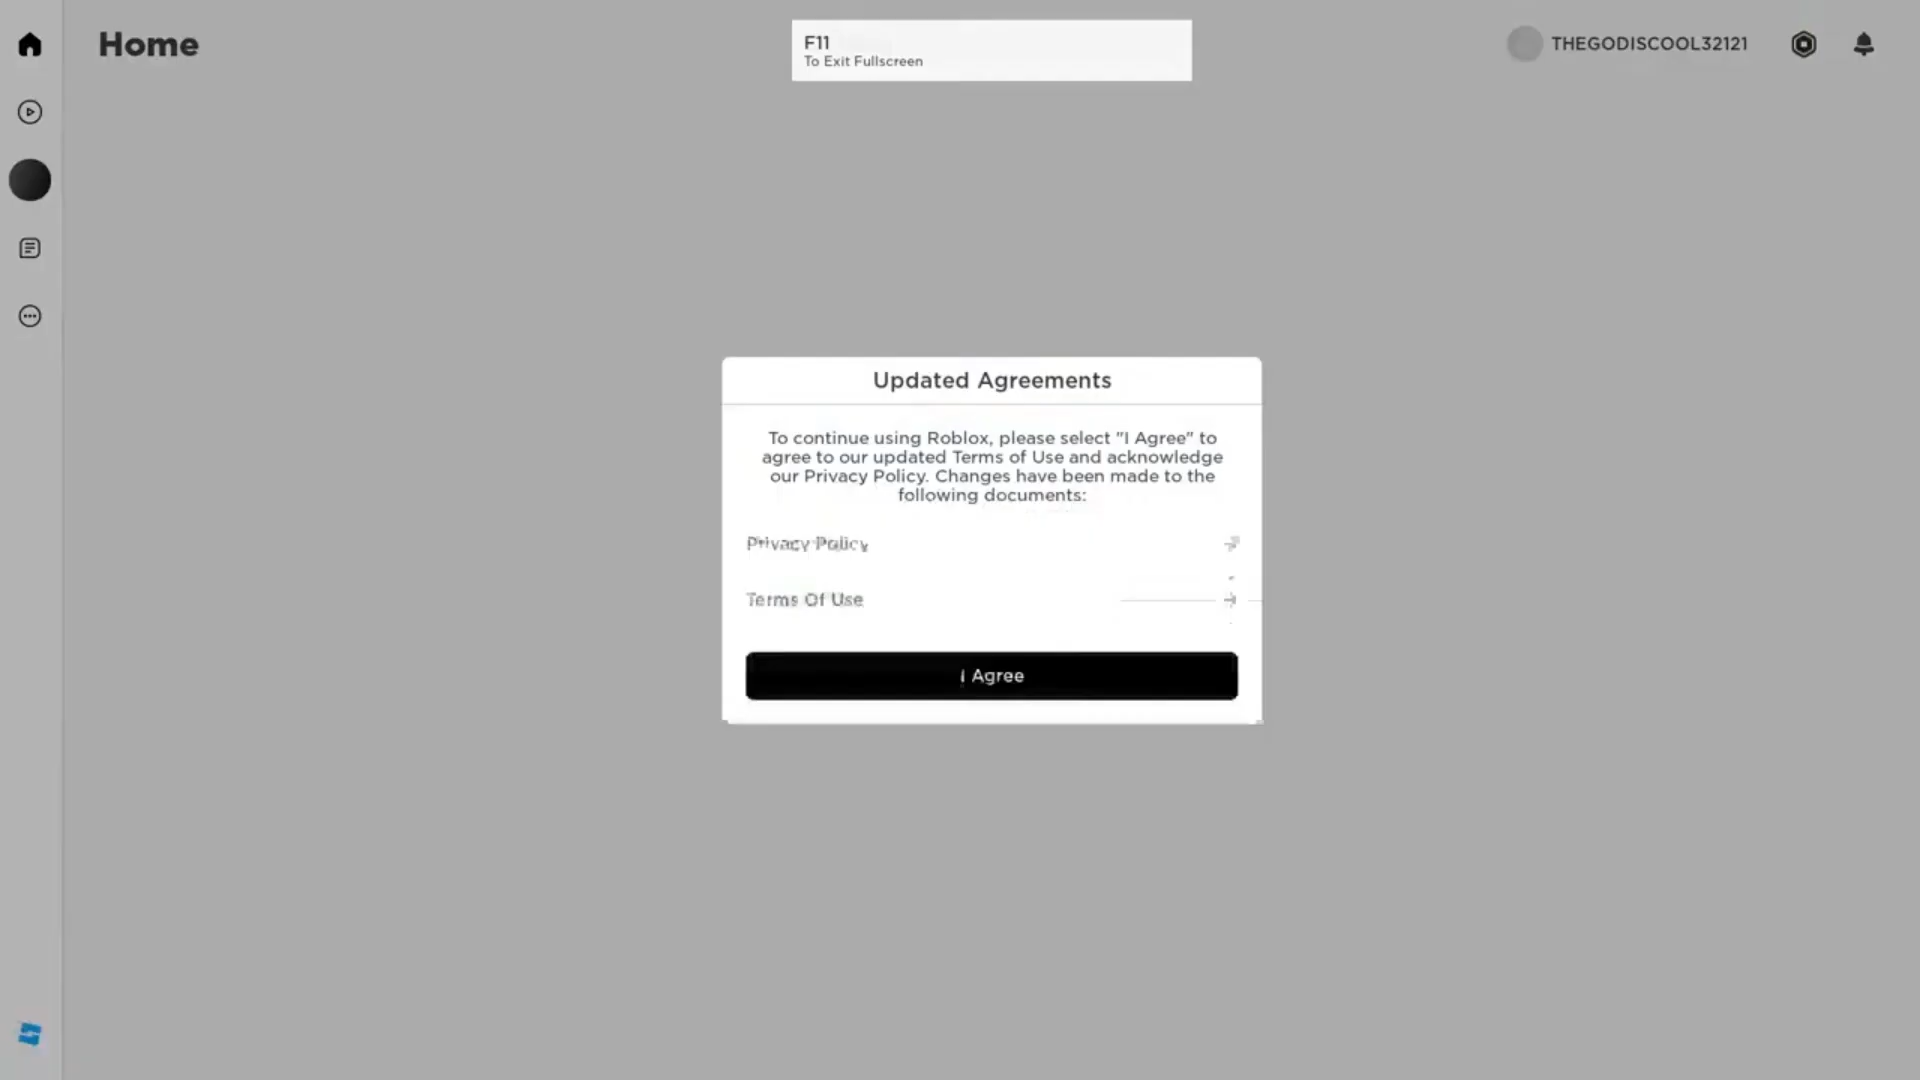 Home
F11
To Exit Fullscreen
THEGODISCOOL32121
Updated Agreements
To continue using Roblox, please select "I Agree" to
agree to our updated Terms of Use and acknowledge
our Privacy Policy. Changes have been made to the
following documents:
Privacy Policy
Terms Of Use
I Agree